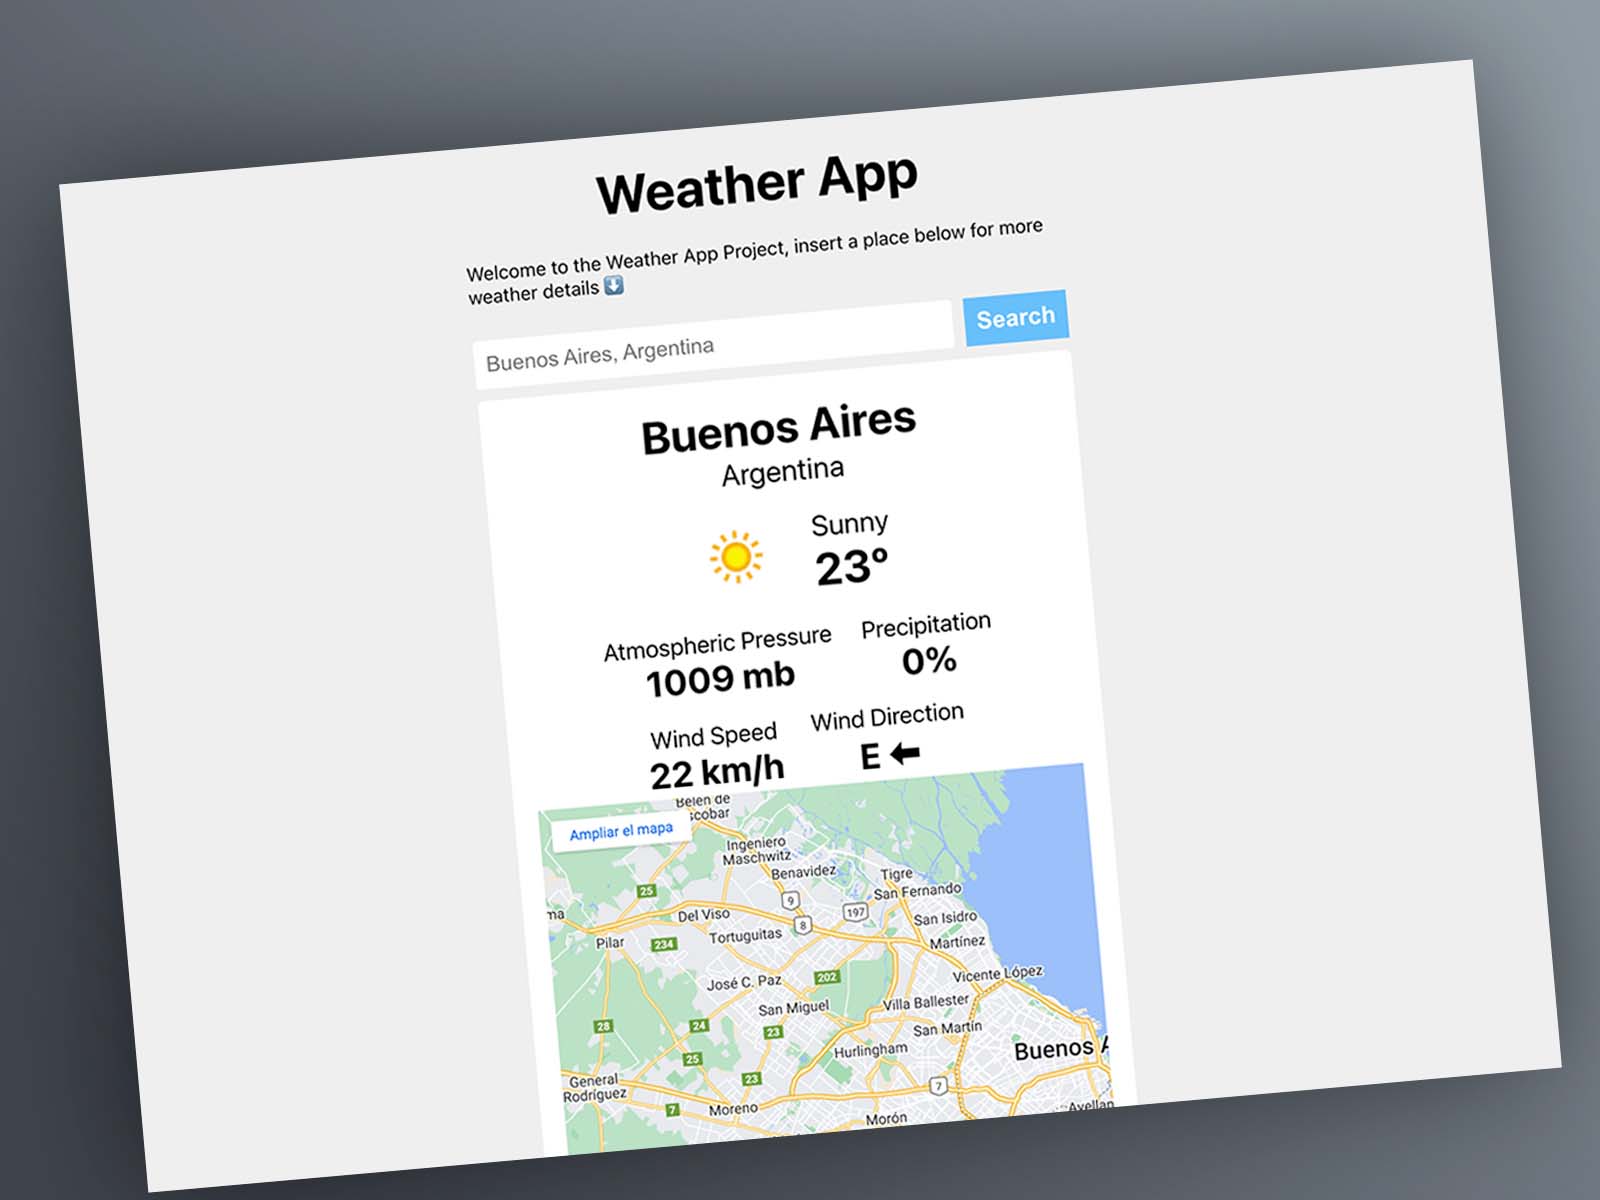 Weather App
Welcome to the Weather App Project, insert a place below for more
weather details ⬇️
Buenos Aires, Argentina
Search
Buenos Aires
Argentina
Sunny
23°
Atmospheric Pressure
Precipitation
1009 mb
0%
Wind Speed
Wind Direction
22 km/h
E ⬅
Belén de
scobar
Ampliar el mapa
Ingeniero
Maschwitz
Benavidez
Tigre
San Fernando
25
9
197
ma
Del Viso
8
San Isidro
Pilar
234
Tortuguitas
Martínez
José C. Paz
202
Vicente López
San Miguel
Villa Ballester
28
24
23
San Martín
25
Hurlingham
Buenos A
General
Rodríguez
23
7
7
Moreno
Morón
Avellan